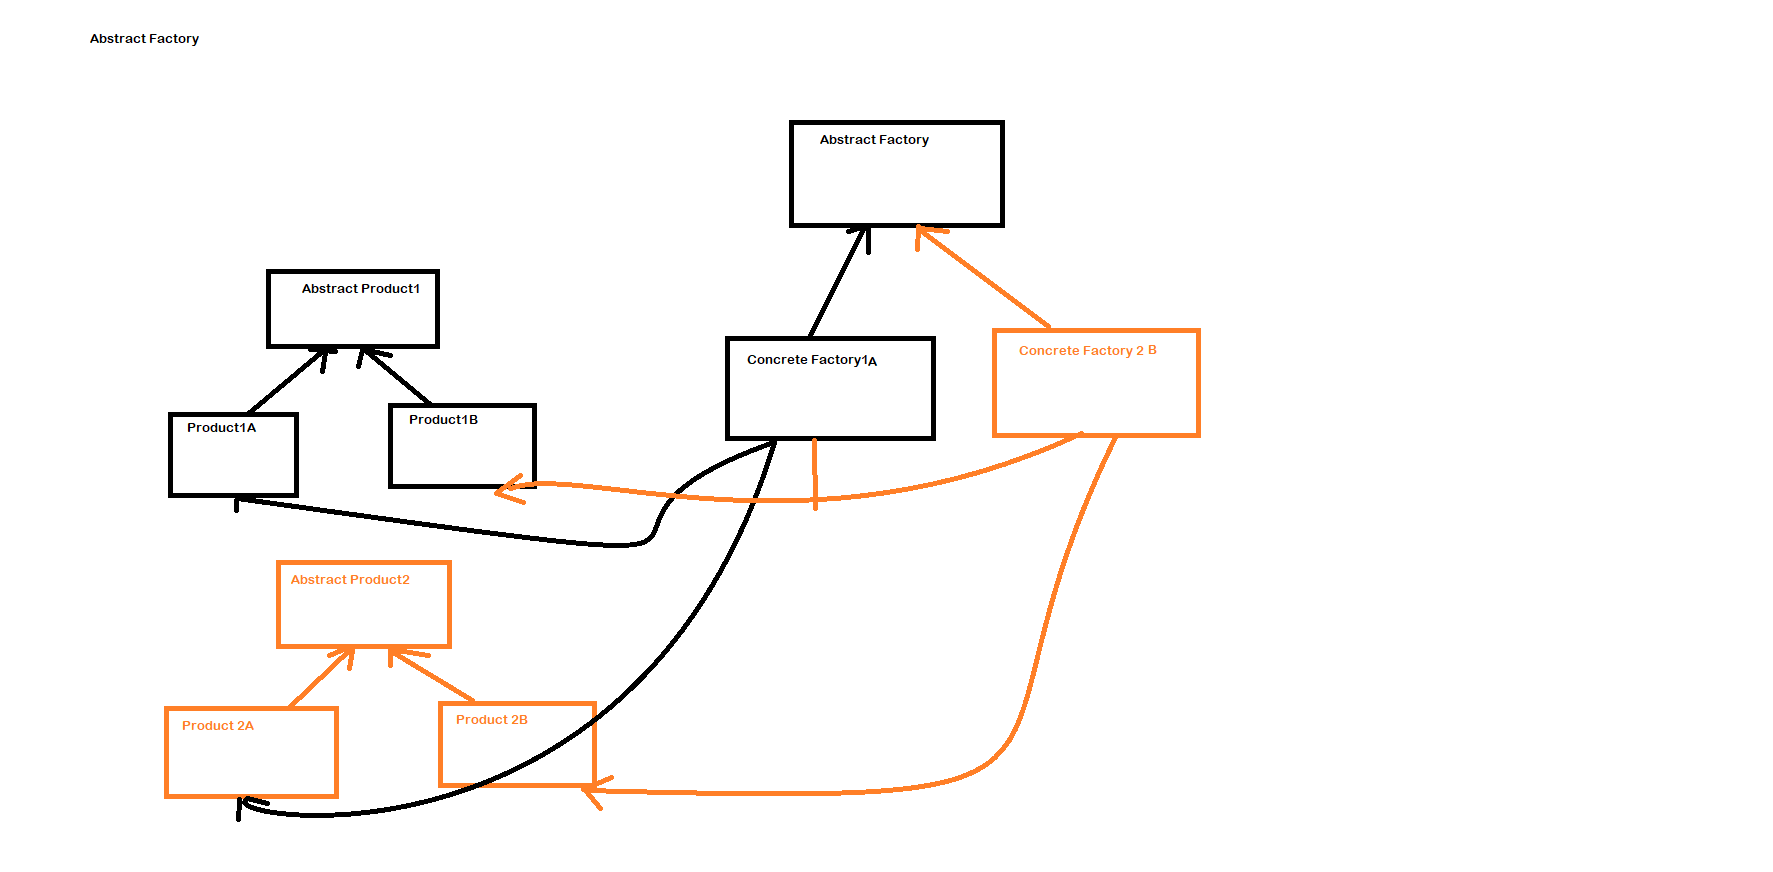 Abstract Factory
Abstract Factory
Abstract Product1
Concrete Factory1A
Concrete Factory 2 B
Product1A
Product1B
Abstract Product2
Product 2A
Product 2B